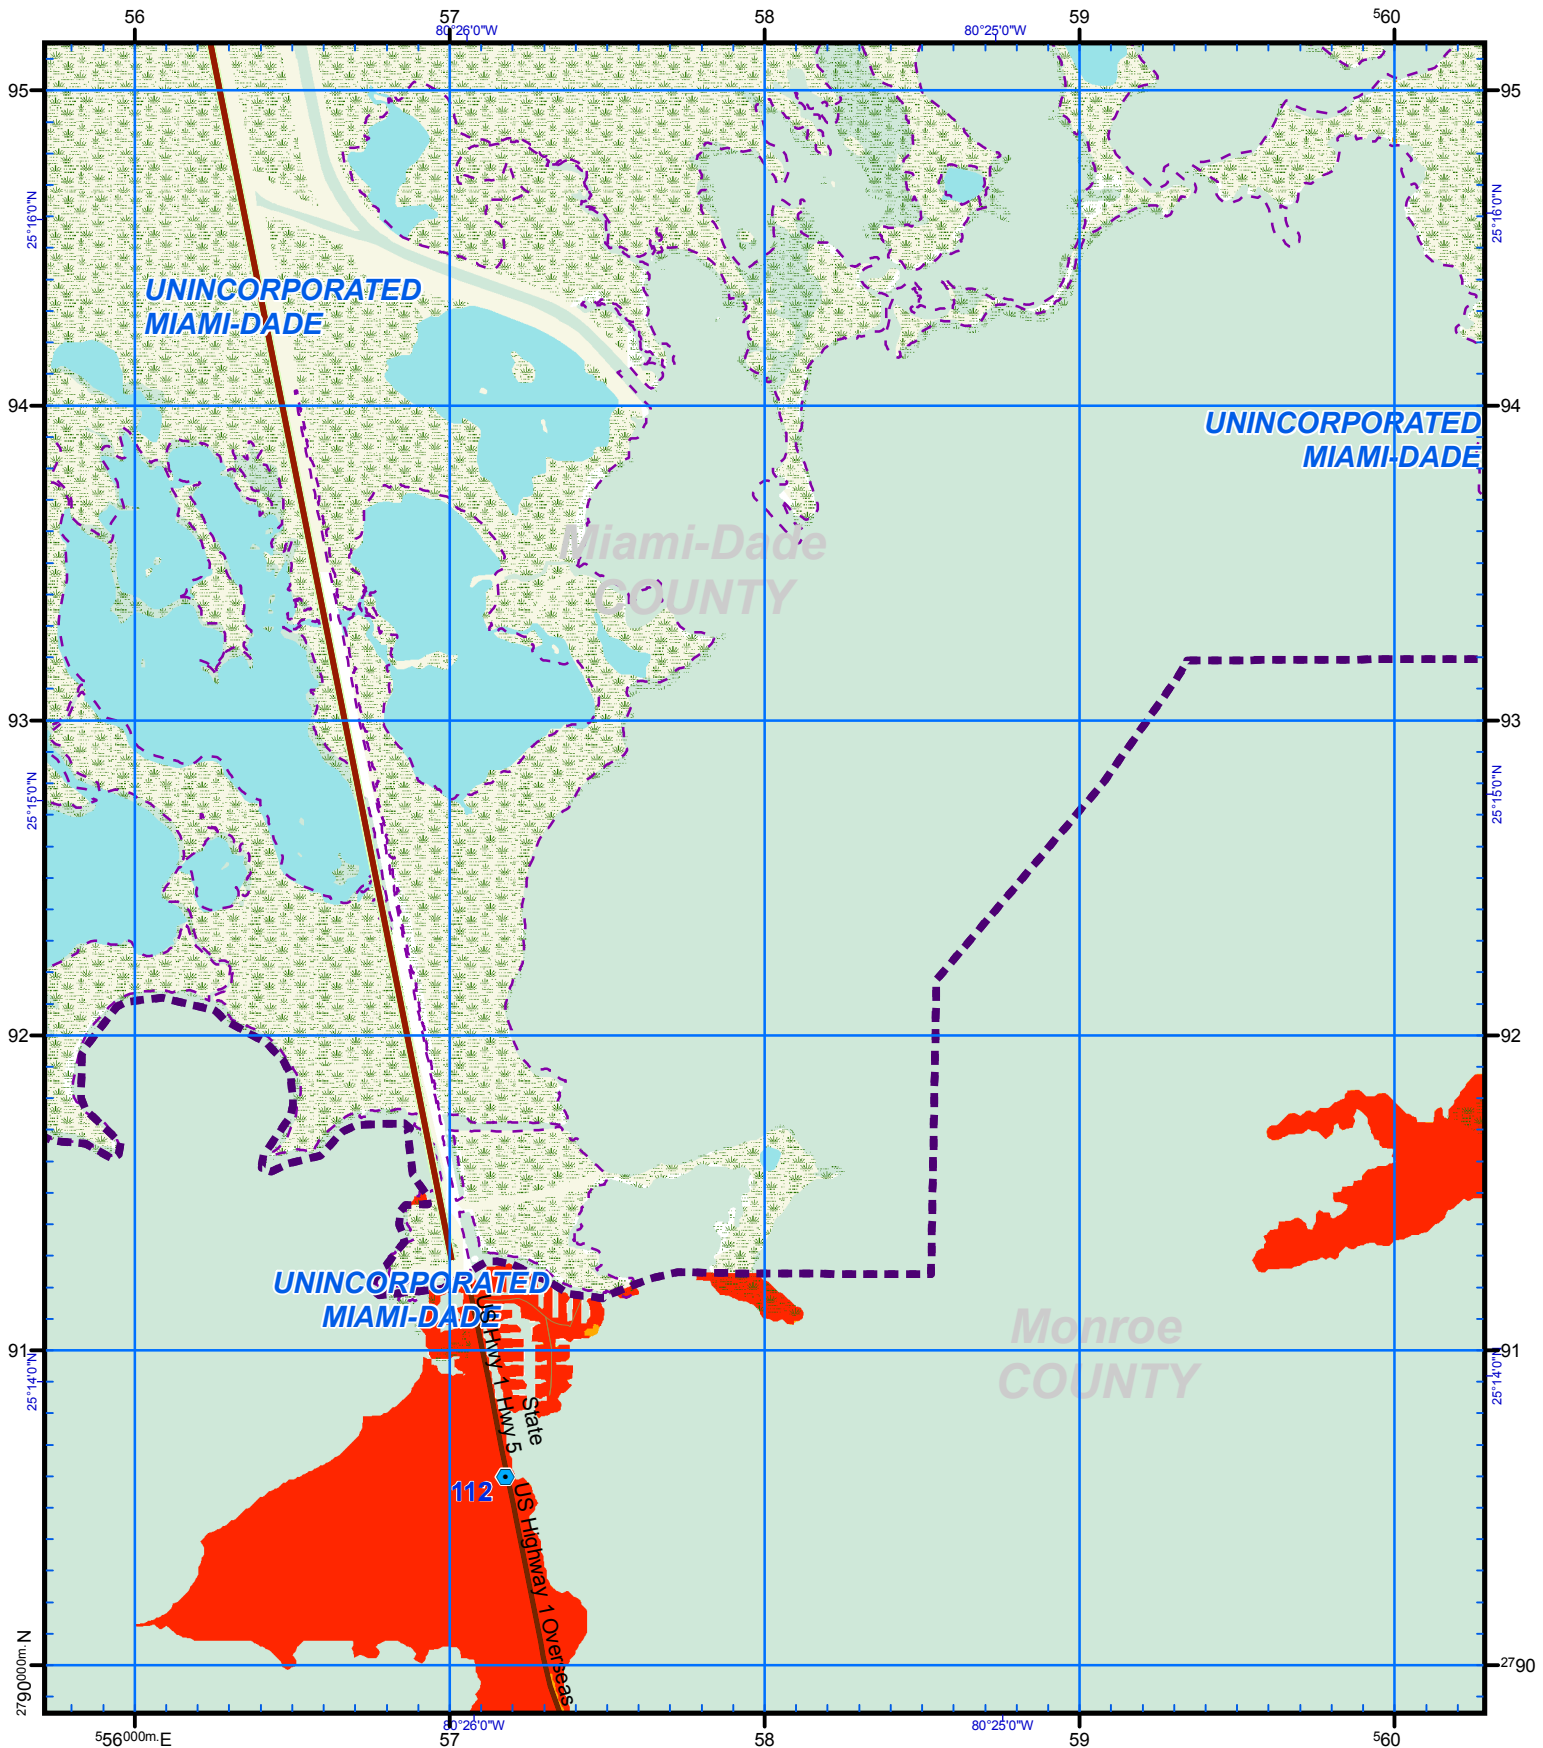 56 57 58 59 560
80°26'0"W 80°25'0"W
95 95
25°16'0"N 25°16'0"N
UNINCORPORATED
MIAMI-DADE
94 94
UNINCORPORATED
MIAMI-DADE
Miami-Dade
COUNTY
93 93
25°15'0"N 25°15'0"N
92 92
UNINCORPORATED
MIAMI-DADE
US Hwy 1 Hwy 5
State
Monroe
COUNTY
91 91
25°14'0"N 25°14'0"N
112
US Highway 1 Overseas
2790000m. N 2790
80°26'0"W 80°25'0"W
556000m. E 57 58 59 560